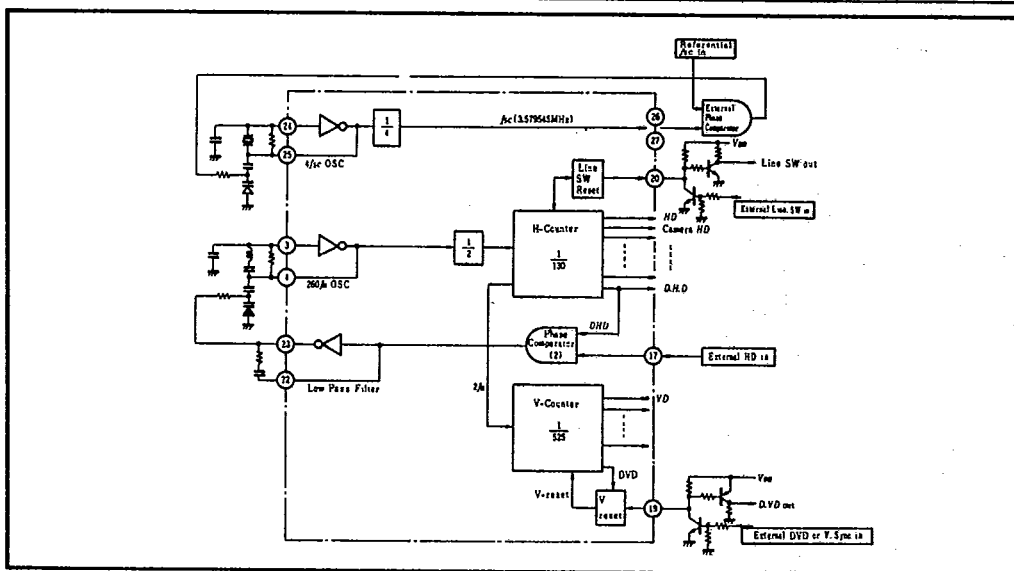 Referential
fsc in
External
Phase
Comparator
24
1
4
fsc (3.579545MHz)
26
27
25
4fsc OSC
VDD
Line SW out
Line
SW
Reset
20
External Line. SW in
HD
Camera HD
H-Counter
1
130
3
1
2
4
260fH OSC
D.H.D
DHD
Phase
Comparator
(2)
23
17
External HD in
22
Low Pass Filter
2fH
V-Counter
1
525
VD
DVD
V-reset
V
reset
19
VDD
D.VD out
External DVD or V. Sync in